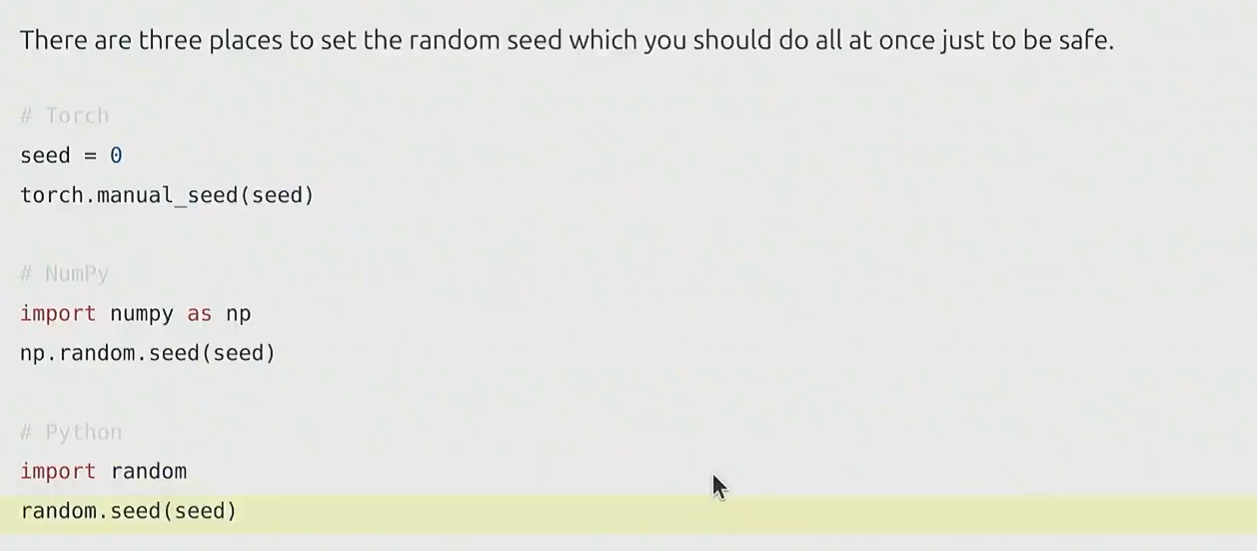 There are three places to set the random seed which you should do all at once just to be safe.
# Torch
seed = 0
torch.manual_seed(seed)
# NumPy
import numpy as np
np.random.seed(seed)
# Python
import random
random.seed(seed)